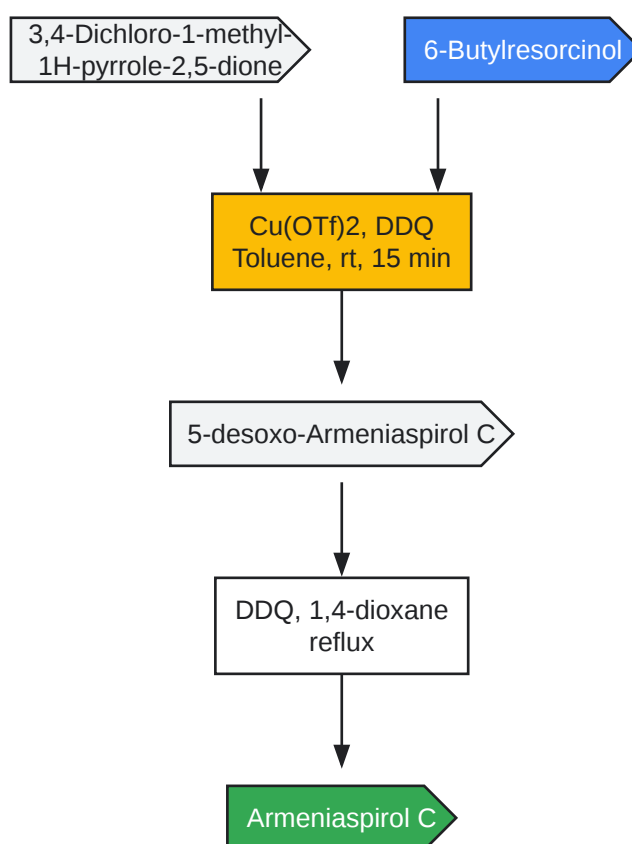 3,4-Dichloro-1-methyl-
1H-pyrrole-2,5-dione
6-Butylresorcinol
Cu(OTf)2, DDQ
Toluene, rt, 15 min
5-desoxo-Armeniaspirol C
DDQ, 1,4-dioxane
reflux
Armeniaspirol C